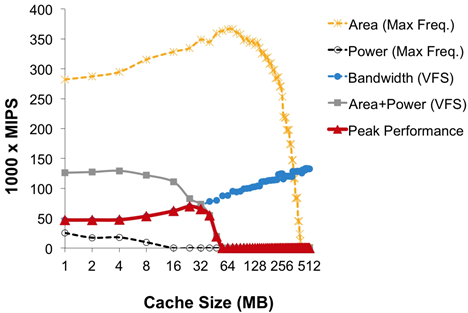 400
350
300
250
200
150
100
50
0
1000 x MIPS
1 2 4 8 16 32 64 128 256 512
Cache Size (MB)
Area (Max Freq.)
Power (Max Freq.)
Bandwidth (VFS)
Area+Power (VFS)
Peak Performance